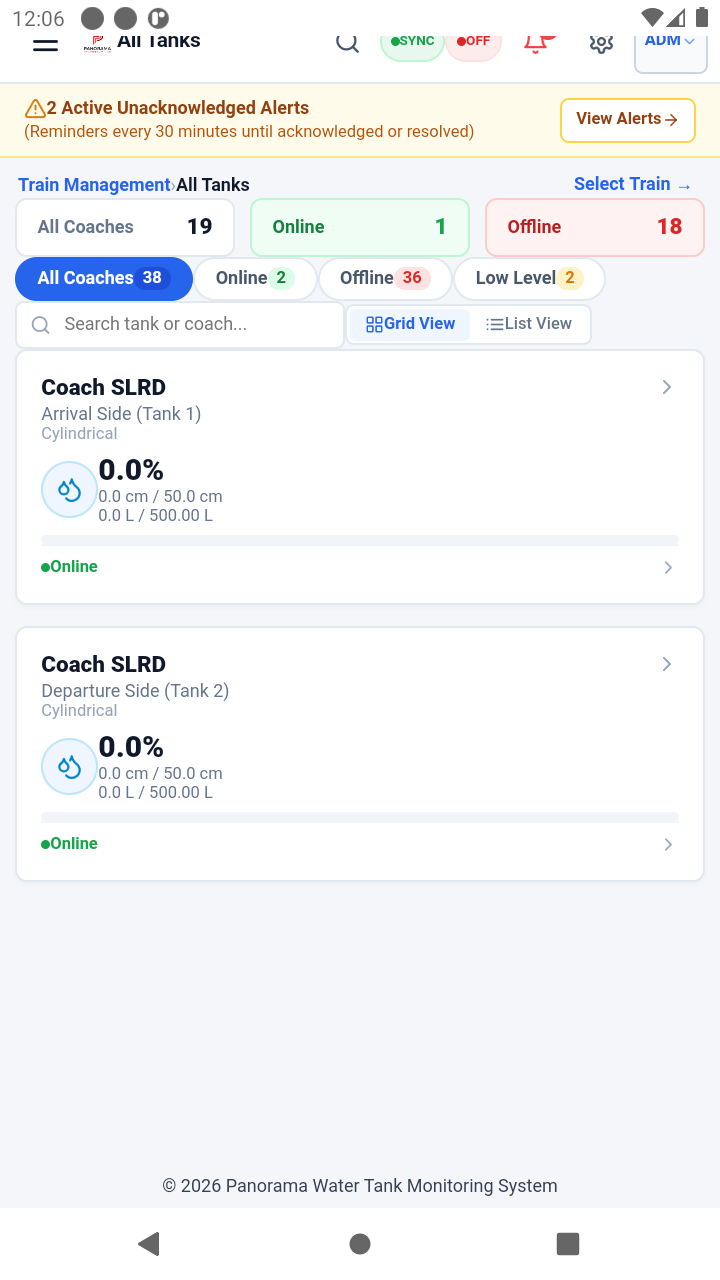 12:06
PANORAMA
All Tanks
SYNC
OFF
ADM
2 Active Unacknowledged Alerts
(Reminders every 30 minutes until acknowledged or resolved)
View Alerts→
Train Management›All Tanks
Select Train →
All Coaches 19
Online 1
Offline 18
All Coaches 38
Online 2
Offline 36
Low Level 2
Search tank or coach...
Grid View
List View
Coach SLRD
Arrival Side (Tank 1)
Cylindrical
0.0%
0.0 cm / 50.0 cm
0.0 L / 500.00 L
Online
Coach SLRD
Departure Side (Tank 2)
Cylindrical
0.0%
0.0 cm / 50.0 cm
0.0 L / 500.00 L
Online
© 2026 Panorama Water Tank Monitoring System